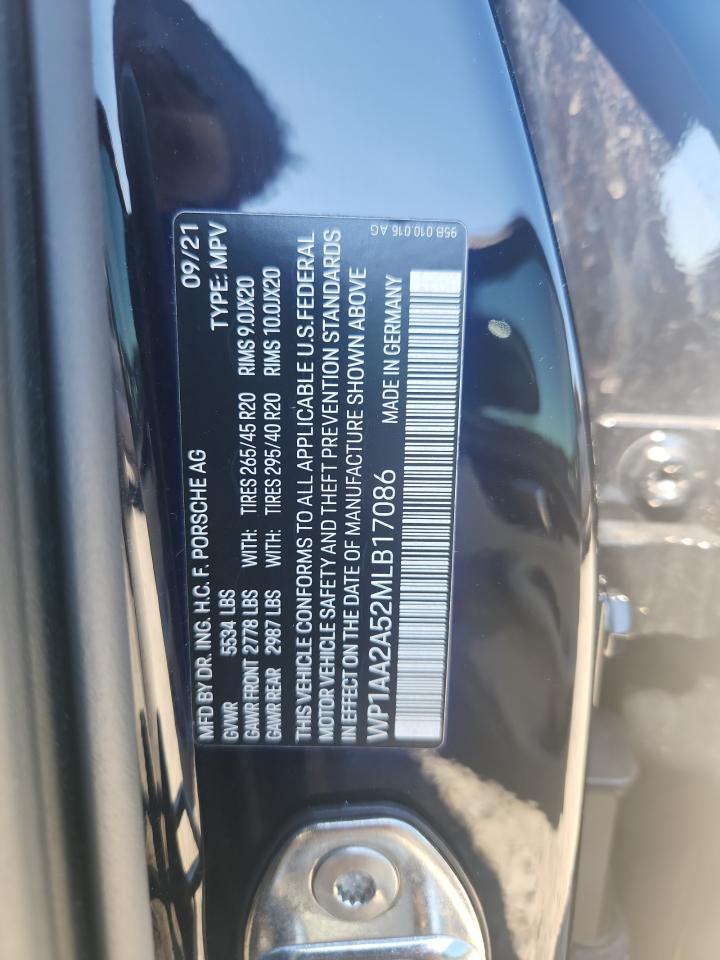 MFD BY DR. ING. H.C. F. PORSCHE AG 09/21
GVWR 5534 LBS TYPE: MPV
GAWR FRONT 2778 LBS WITH: TIRES 265/45 R20 RIMS 9.0JX20
GAWR REAR 2987 LBS WITH: TIRES 295/40 R20 RIMS 10.0JX20
THIS VEHICLE CONFORMS TO ALL APPLICABLE U.S. FEDERAL
MOTOR VEHICLE SAFETY AND THEFT PREVENTION STANDARDS
IN EFFECT ON THE DATE OF MANUFACTURE SHOWN ABOVE
WP1AA2A52MLB17086 MADE IN GERMANY
95B 010 016 AG